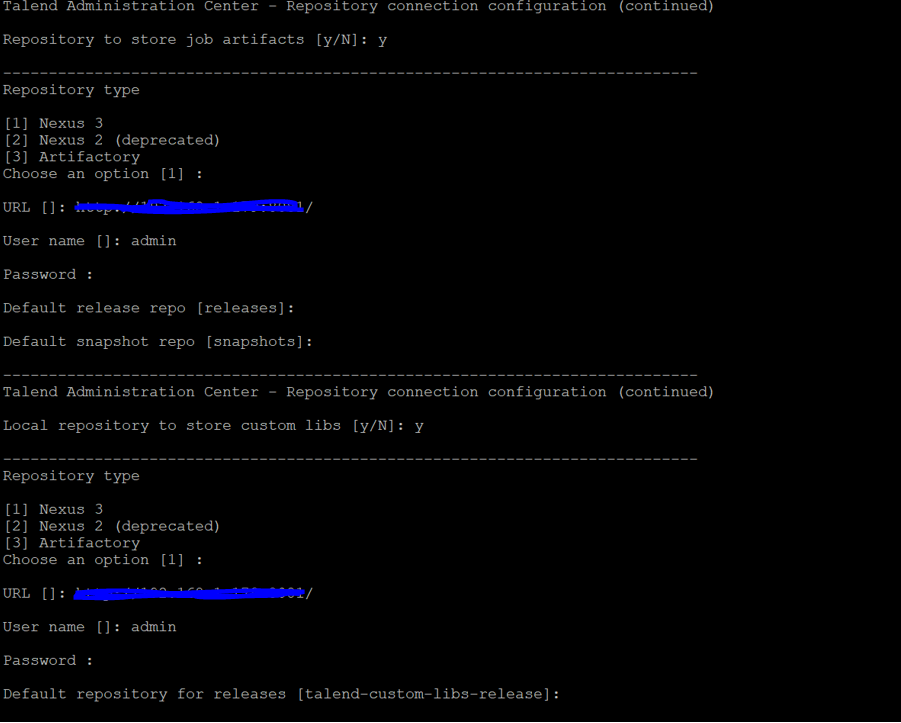 Talend Administration Center - Repository connection configuration (continued)
Repository to store job artifacts [y/N]: y
----------------------------------------------------------------------------
Repository type
[1] Nexus 3
[2] Nexus 2 (deprecated)
[3] Artifactory
Choose an option [1] :
URL []: /
User name []: admin
Password :
Default release repo [releases]:
Default snapshot repo [snapshots]:
----------------------------------------------------------------------------
Talend Administration Center - Repository connection configuration (continued)
Local repository to store custom libs [y/N]: y
----------------------------------------------------------------------------
Repository type
[1] Nexus 3
[2] Nexus 2 (deprecated)
[3] Artifactory
Choose an option [1] :
URL []: /
User name []: admin
Password :
Default repository for releases [talend-custom-libs-release]: